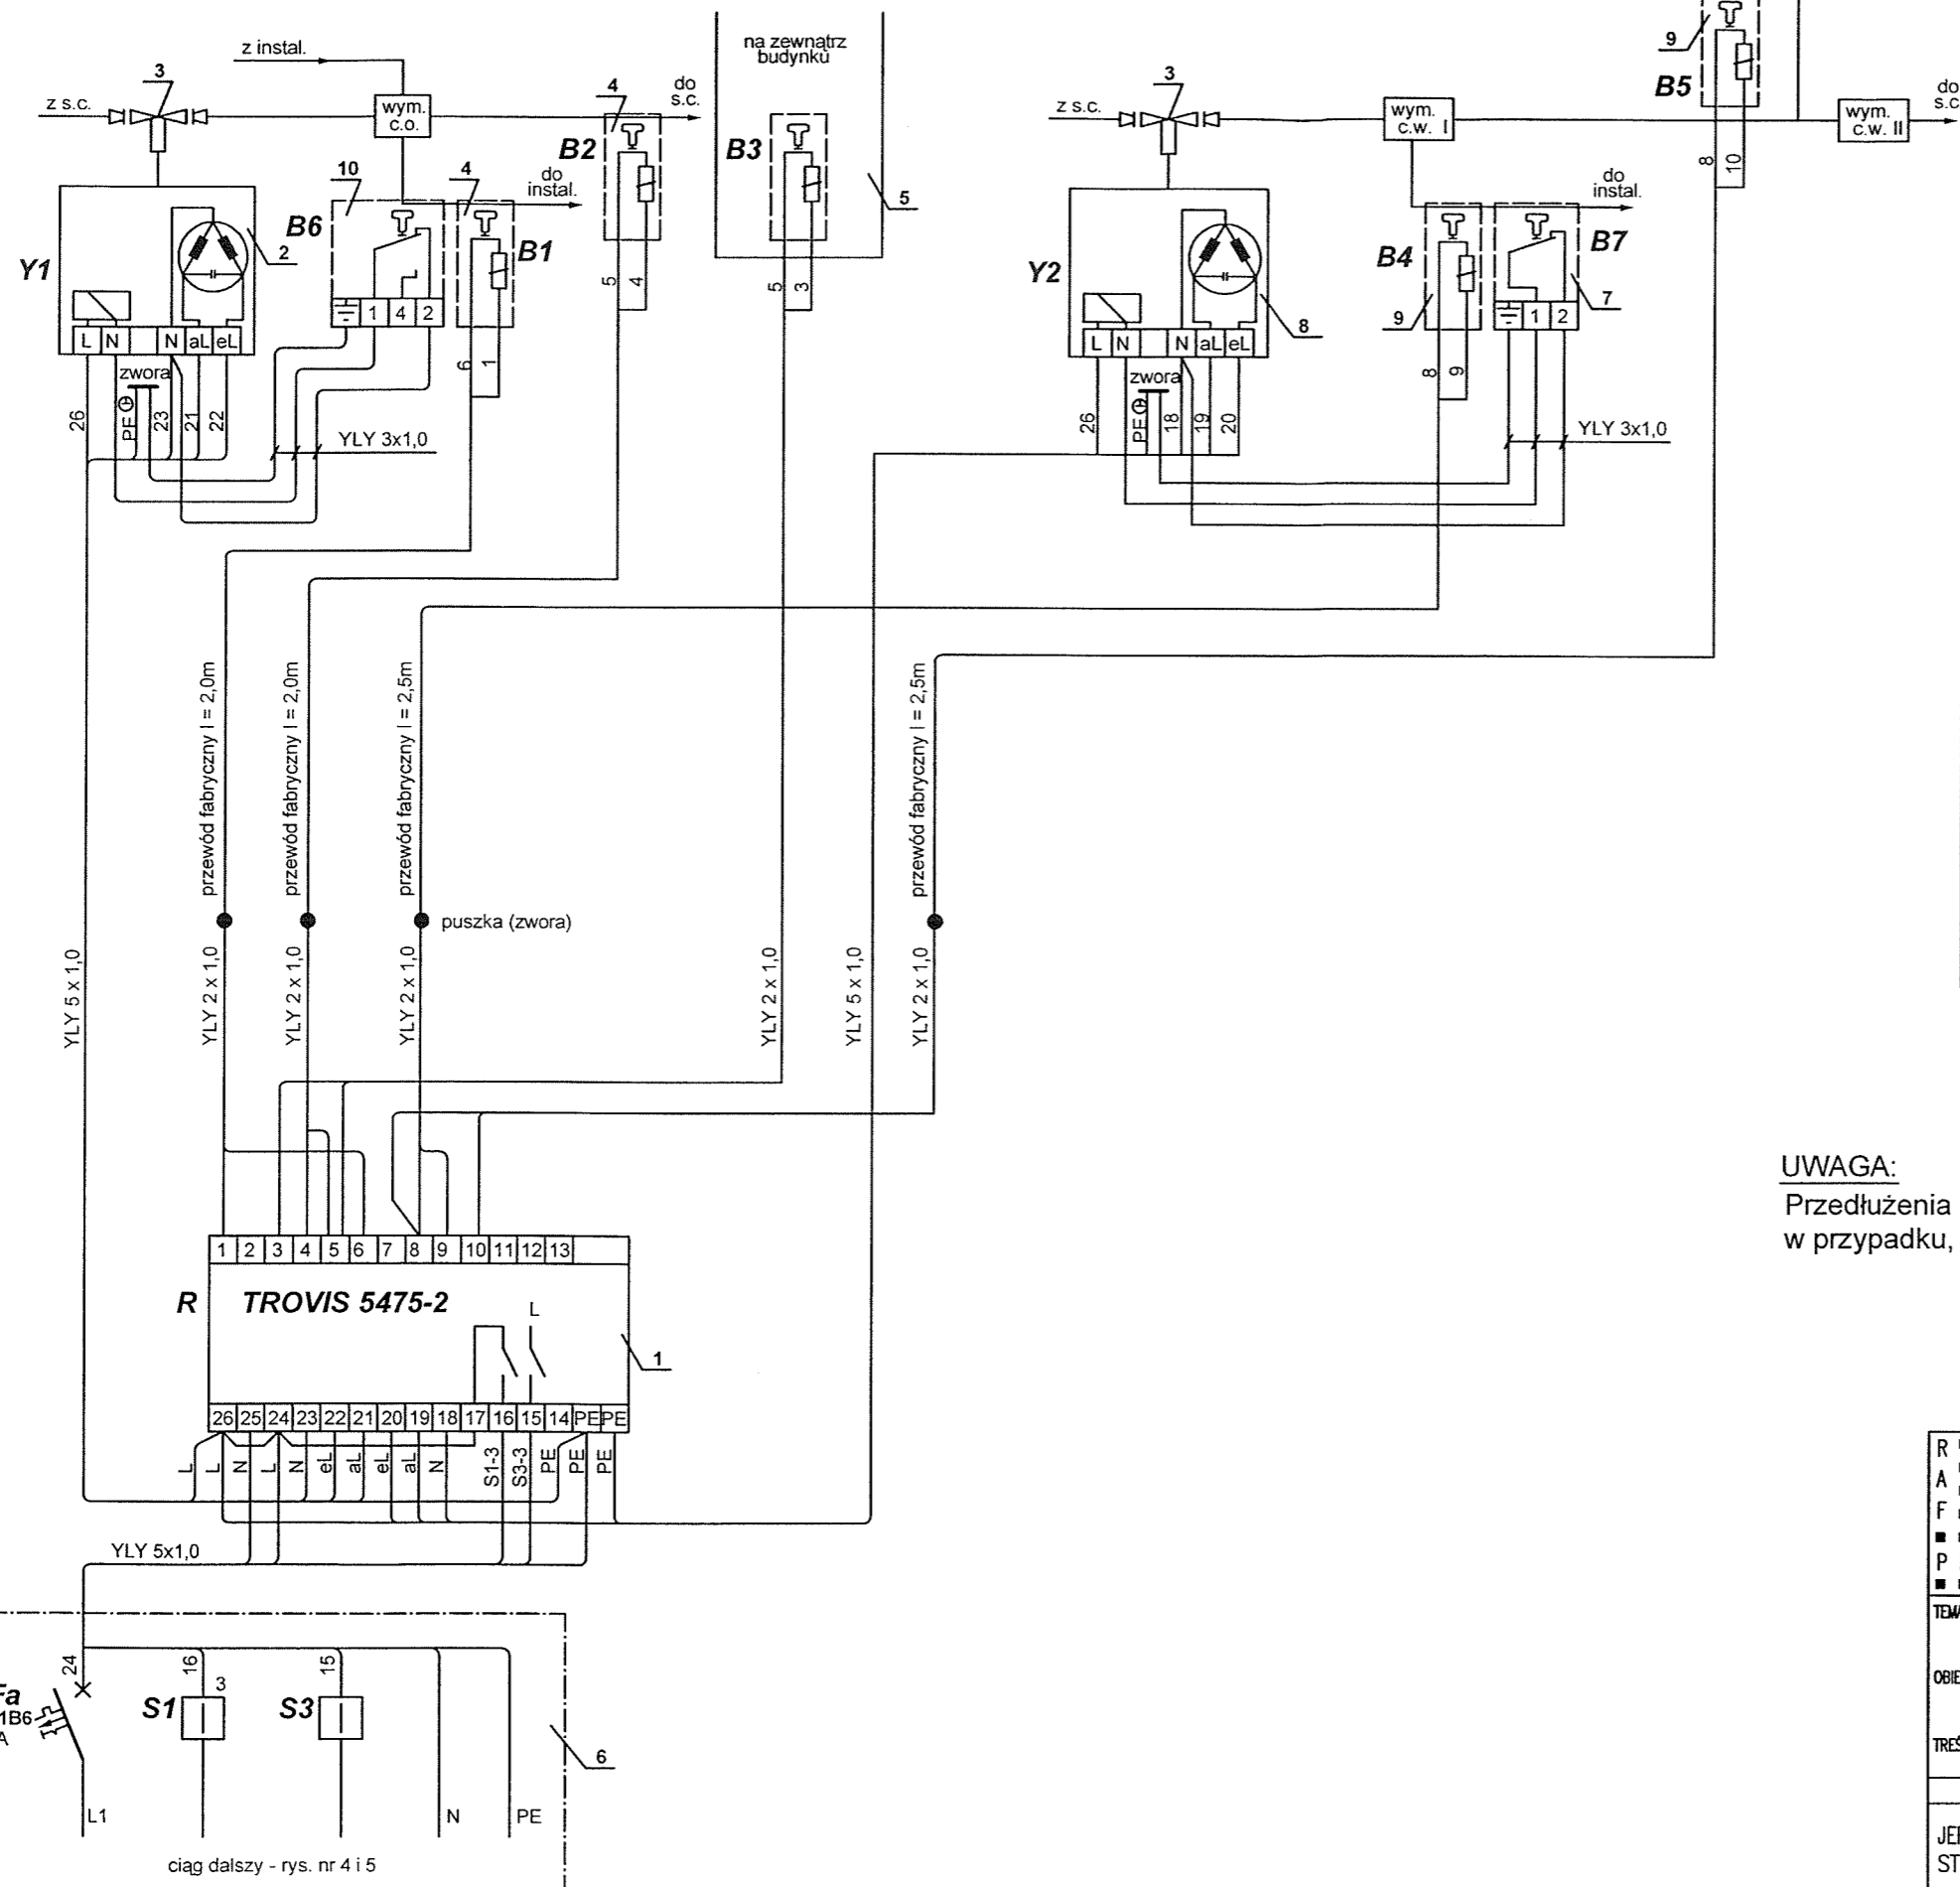 z instal.
3
z s.c.
wym.
c.o.
4
do
s.c.
na zewnątrz
budynku
B2
B3
5
10
4
do
instal.
B6
B1
Y1
2
L N N aL eL
1 4 2
zwora
26
PE
23
21
22
YLY 3x1,0
6
1
5
4
5
3
3
z s.c.
wym.
c.w. I
9
B5
8
10
wym.
c.w. II
do
s.c
do
instal.
Y2
8
B4
9
B7
7
L N N aL eL
1 2
zwora
26
PE
18
19
20
8
9
YLY 3x1,0
przewód fabryczny l = 2,0m
przewód fabryczny l = 2,0m
przewód fabryczny l = 2,5m
przewód fabryczny l = 2,5m
puszka (zwora)
YLY 5 x 1,0
YLY 2 x 1,0
YLY 2 x 1,0
YLY 2 x 1,0
YLY 2 x 1,0
YLY 5 x 1,0
YLY 2 x 1,0
UWAGA:
Przedłużenia
w przypadku,
1 2 3 4 5 6 7 8 9 10 11 12 13
R TROVIS 5475-2
L
1
26 25 24 23 22 21 20 19 18 17 16 15 14 PE PE
L L N L N eL aL eL aL N S1-3 S3-3 PE PE PE
YLY 5x1,0
24
16
3
15
Fa
1B6
A
S1
S3
6
L1
N
PE
ciąg dalszy - rys. nr 4 i 5
R
A
F
P
TEMA
OBIE
TREŚ
JE
ST